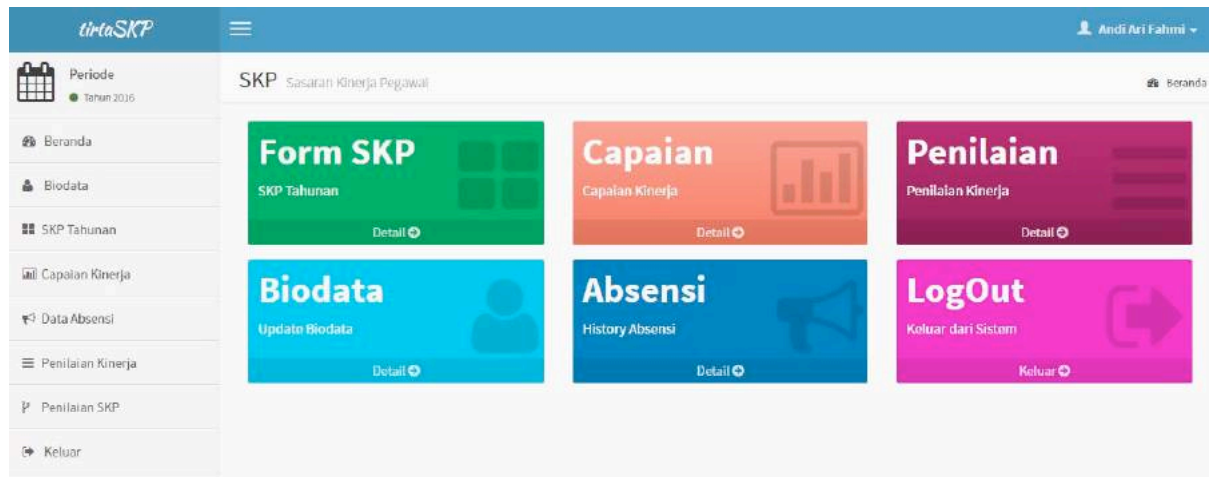 tirtaSKP
Andi Ari Fahmi
Periode
Tahun 2016
SKP Sasaran Kinerja Pegawai
Beranda
Beranda
Biodata
SKP Tahunan
Capaian Kinerja
Data Absensi
Penilaian Kinerja
Penilaian SKP
Keluar
Form SKP
SKP Tahunan
Detail
Capaian
Capaian Kinerja
Detail
Penilaian
Penilaian Kinerja
Detail
Biodata
Update Biodata
Detail
Absensi
History Absensi
Detail
LogOut
Keluar dari Sistem
Keluar